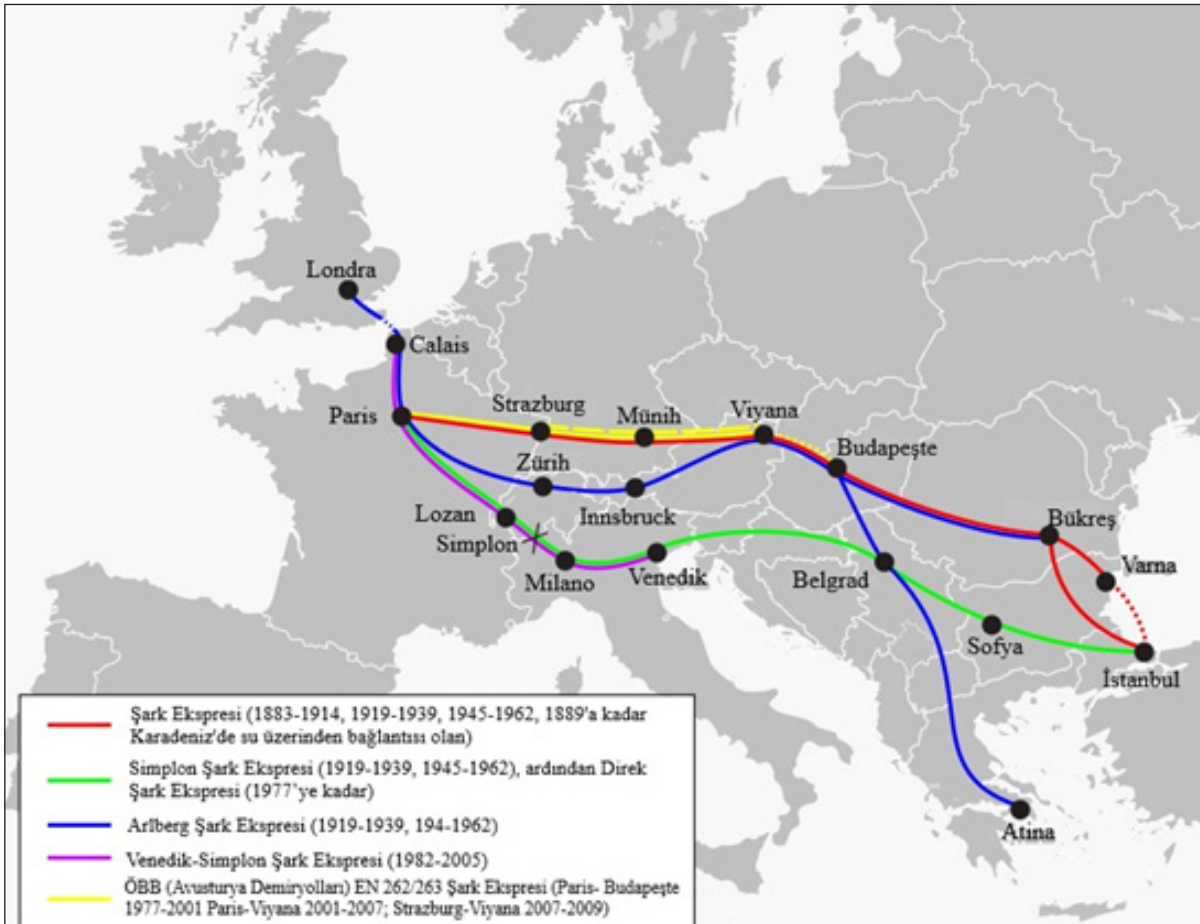 Londra
Calais
Paris
Strazburg
Münih
Viyana
Budapeşte
Zürih
Innsbruck
Lozan
Simplon
Milano
Venedik
Belgrad
Bükreş
Varna
Sofya
İstanbul
Atina
Şark Ekspresi (1883-1914, 1919-1939, 1945-1962, 1889'a kadar
Karadeniz'de su üzerinden bağlantısı olan)
Simplon Şark Ekspresi (1919-1939, 1945-1962), ardından Direk
Şark Ekspresi (1977'ye kadar)
Arlberg Şark Ekspresi (1919-1939, 194-1962)
Venedik-Simplon Şark Ekspresi (1982-2005)
ÖBB (Avusturya Demiryolları) EN 262/263 Şark Ekspresi (Paris- Budapeşte
1977-2001 Paris-Viyana 2001-2007; Strazburg-Viyana 2007-2009)